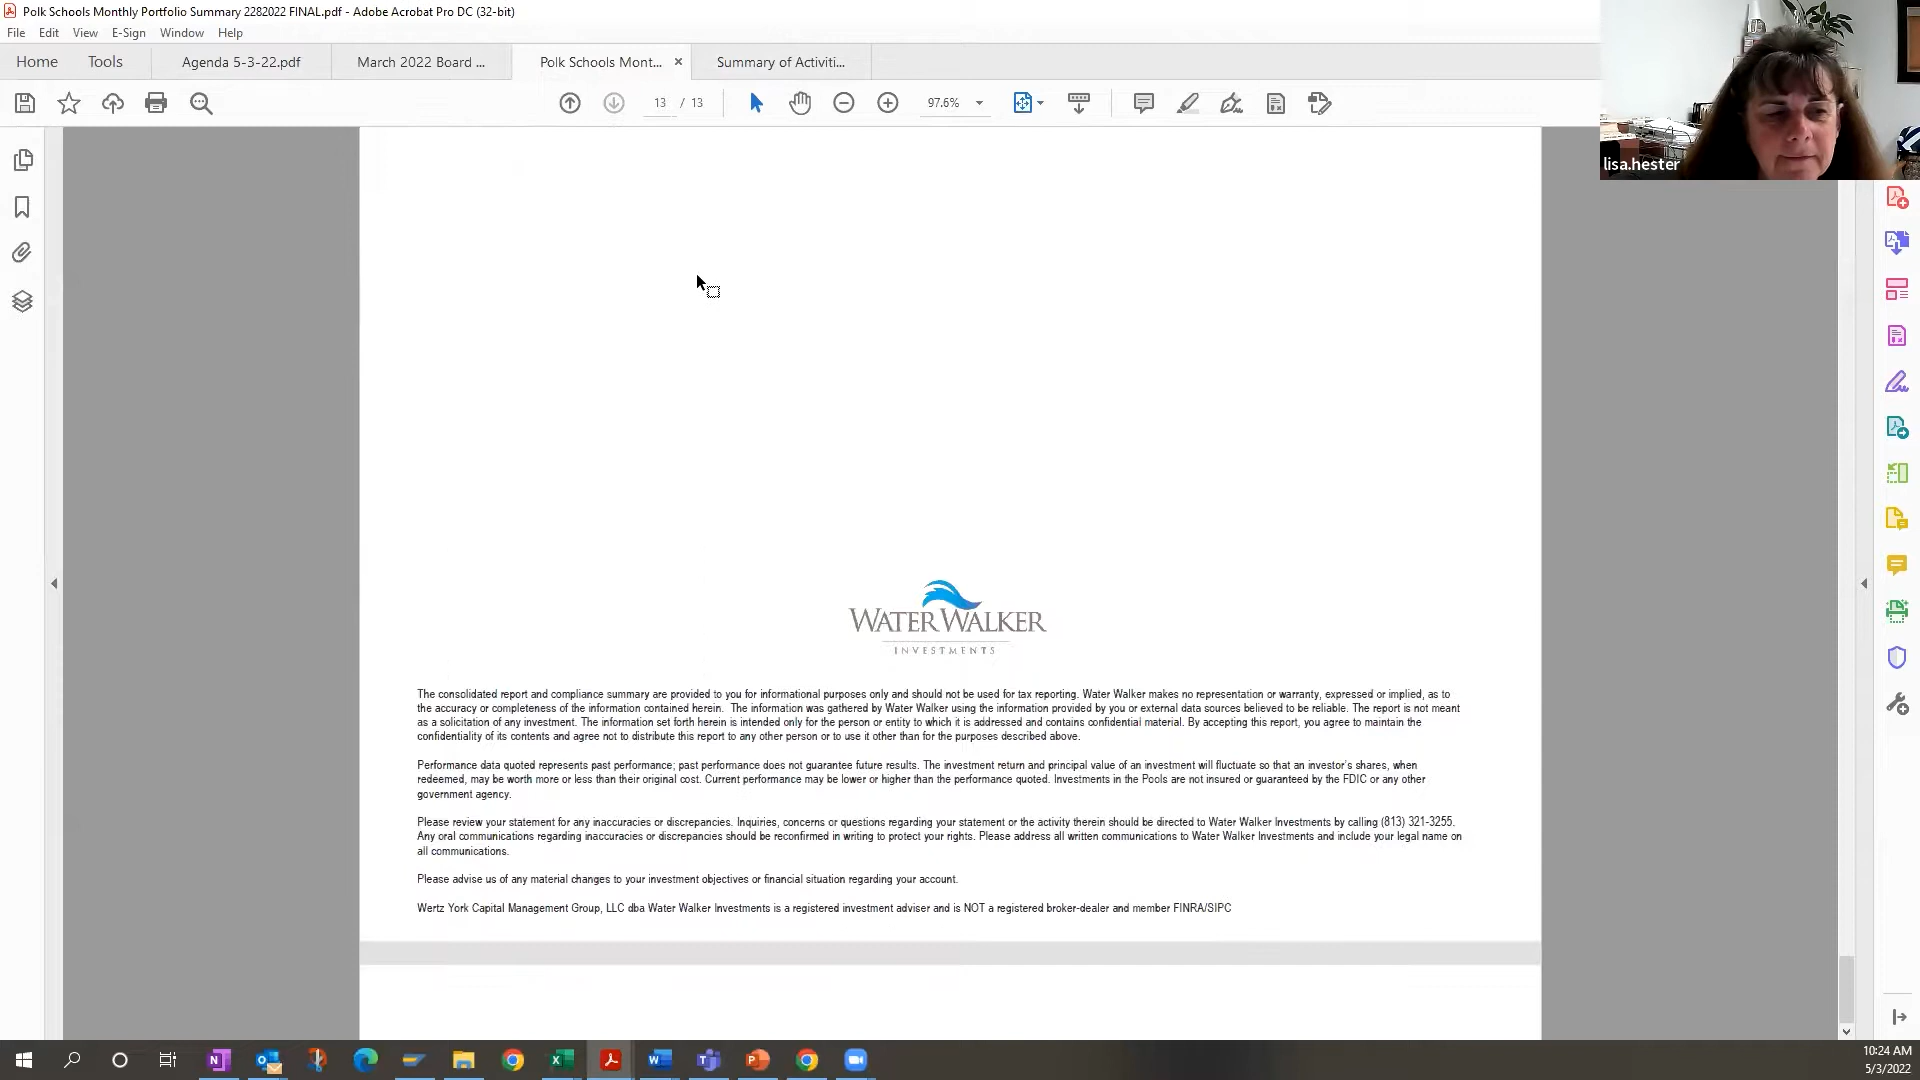 Polk Schools Monthly Portfolio Summary 2282022 FINAL.pdf - Adobe Acrobat Pro DC (32-bit)
File Edit View E-Sign Window Help
Home Tools Agenda 5-3-22.pdf March 2022 Board ... Polk Schools Mont... × Summary of Activiti...
13 / 13 97.6%
lisa.hester
WATER WALKER
INVESTMENTS
The consolidated report and compliance summary are provided to you for informational purposes only and should not be used for tax reporting. Water Walker makes no representation or warranty, expressed or implied, as to
the accuracy or completeness of the information contained herein. The information was gathered by Water Walker using the information provided by you or external data sources believed to be reliable. The report is not meant
as a solicitation of any investment. The information set forth herein is intended only for the person or entity to which it is addressed and contains confidential material. By accepting this report, you agree to maintain the
confidentiality of its contents and agree not to distribute this report to any other person or to use it other than for the purposes described above.
Performance data quoted represents past performance; past performance does not guarantee future results. The investment return and principal value of an investment will fluctuate so that an investor's shares, when
redeemed, may be worth more or less than their original cost. Current performance may be lower or higher than the performance quoted. Investments in the Pools are not insured or guaranteed by the FDIC or any other
government agency.
Please review your statement for any inaccuracies or discrepancies. Inquiries, concerns or questions regarding your statement or the activity therein should be directed to Water Walker Investments by calling (813) 321-3255.
Any oral communications regarding inaccuracies or discrepancies should be reconfirmed in writing to protect your rights. Please address all written communications to Water Walker Investments and include your legal name on
all communications.
Please advise us of any material changes to your investment objectives or financial situation regarding your account.
Wertz York Capital Management Group, LLC dba Water Walker Investments is a registered investment adviser and is NOT a registered broker-dealer and member FINRA/SIPC
10:24 AM
5/3/2022